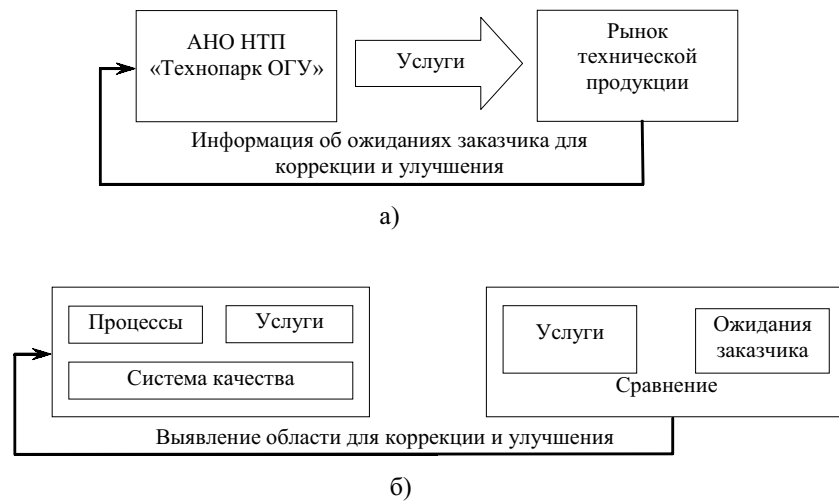 АНО НТП
«Технопарк ОГУ»
Услуги
Рынок
технической
продукции
Информация об ожиданиях заказчика для
коррекции и улучшения
а)
Процессы
Услуги
Система качества
Услуги
Ожидания
заказчика
Сравнение
Выявление области для коррекции и улучшения
б)